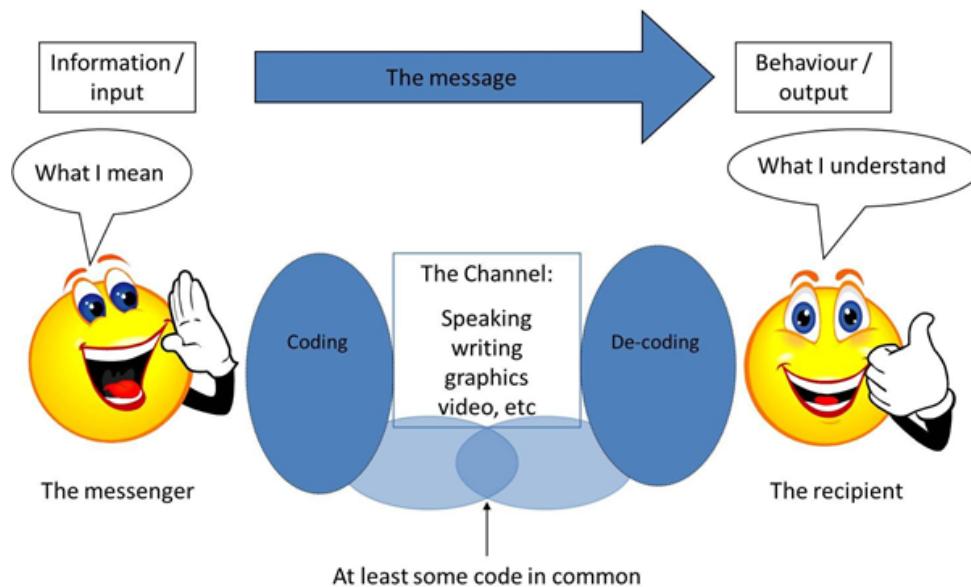 Information /
input
The message
Behaviour /
output
What I mean
What I understand
The Channel:
Speaking
writing
graphics
video, etc
Coding
De-coding
The messenger
The recipient
At least some code in common